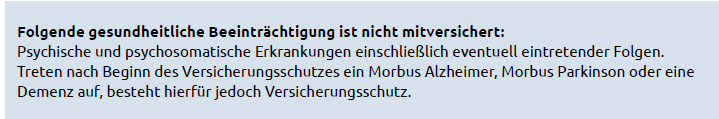 Folgende gesundheitliche Beeinträchtigung ist nicht mitversichert:
Psychische und psychosomatische Erkrankungen einschließlich eventuell eintretender Folgen.
Treten nach Beginn des Versicherungsschutzes ein Morbus Alzheimer, Morbus Parkinson oder eine
Demenz auf, besteht hierfür jedoch Versicherungsschutz.